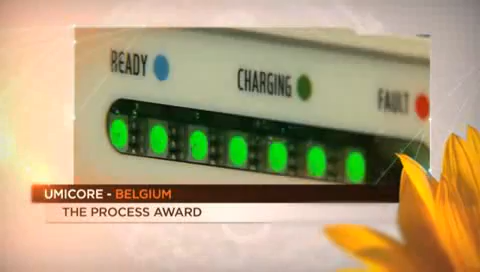 READY
CHARGING
FAULT
UMICORE - BELGIUM
THE PROCESS AWARD